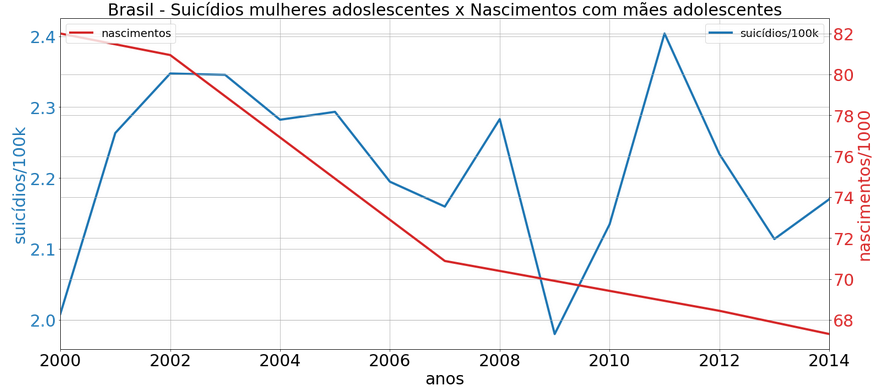 Brasil - Suicídios mulheres adoslescentes x Nascimentos com mães adolescentes
nascimentos
suicídios/100k
2.4
2.3
2.2
2.1
2.0
suicídios/100k
82
80
78
76
74
72
70
68
nascimentos/1000
2000 2002 2004 2006 2008 2010 2012 2014
anos